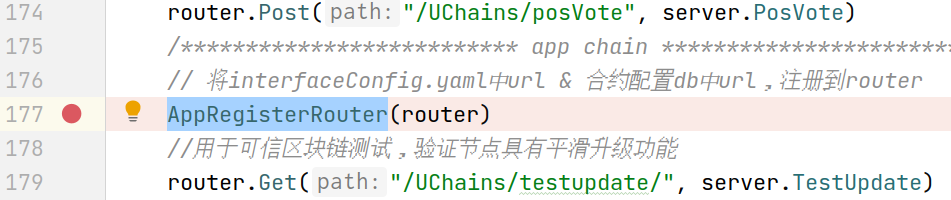 174 router.Post( path: "/UChains/posVote", server.PosVote)
175 /************************** app chain **********************
176 // 将interfaceConfig.yaml中url & 合约配置db中url，注册到router
177 AppRegisterRouter(router)
178 //用于可信区块链测试，验证节点具有平滑升级功能
179 router.Get( path: "/UChains/testupdate/", server.TestUpdate)